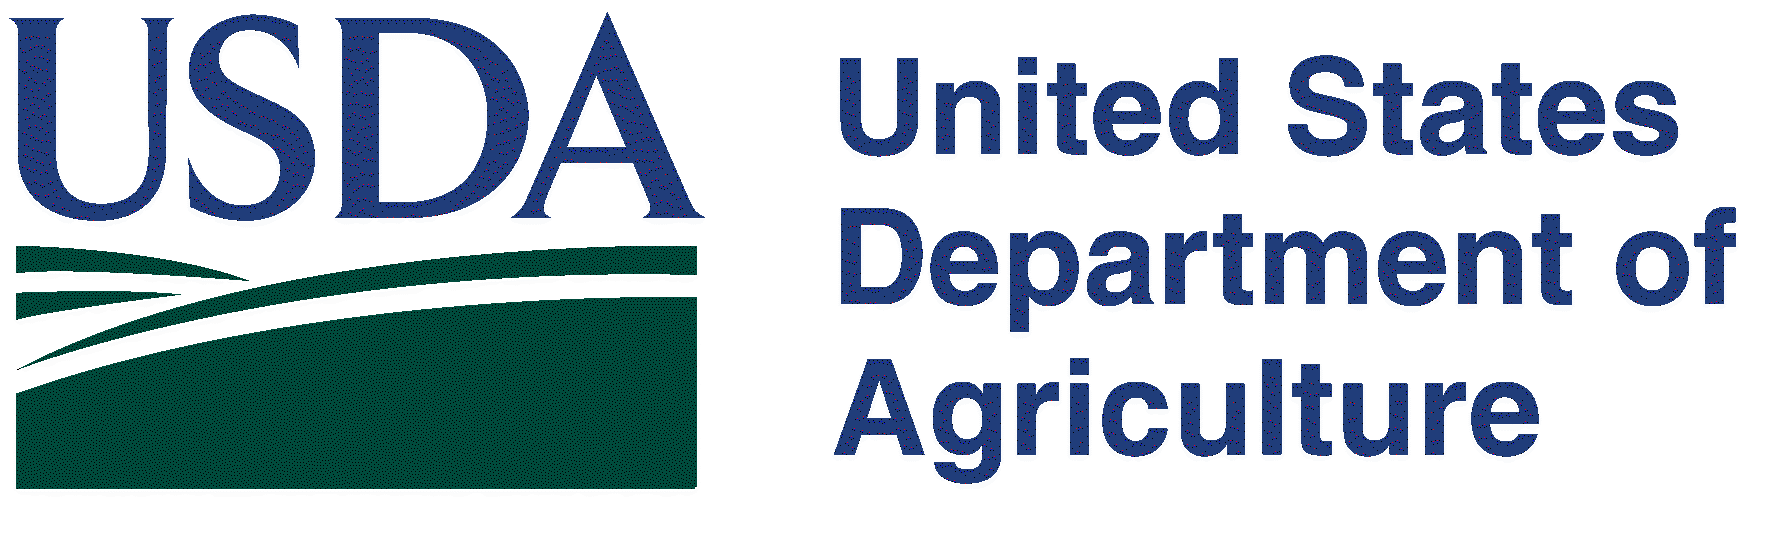 USDA
United States
Department of
Agriculture